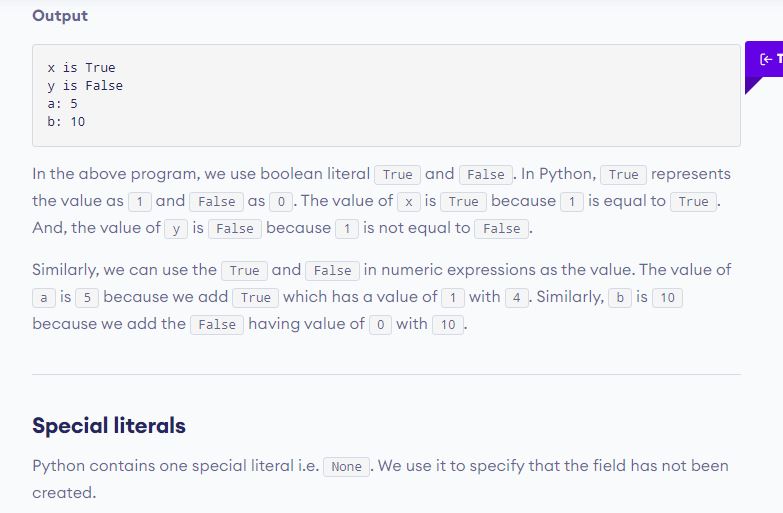 Output
x is True
y is False
a: 5
b: 10
T
In the above program, we use boolean literal True and False. In Python, True represents
the value as 1 and False as 0. The value of x is True because 1 is equal to True.
And, the value of y is False because 1 is not equal to False.
Similarly, we can use the True and False in numeric expressions as the value. The value of
a is 5 because we add True which has a value of 1 with 4. Similarly, b is 10
because we add the False having value of 0 with 10.
Special literals
Python contains one special literal i.e. None. We use it to specify that the field has not been
created.